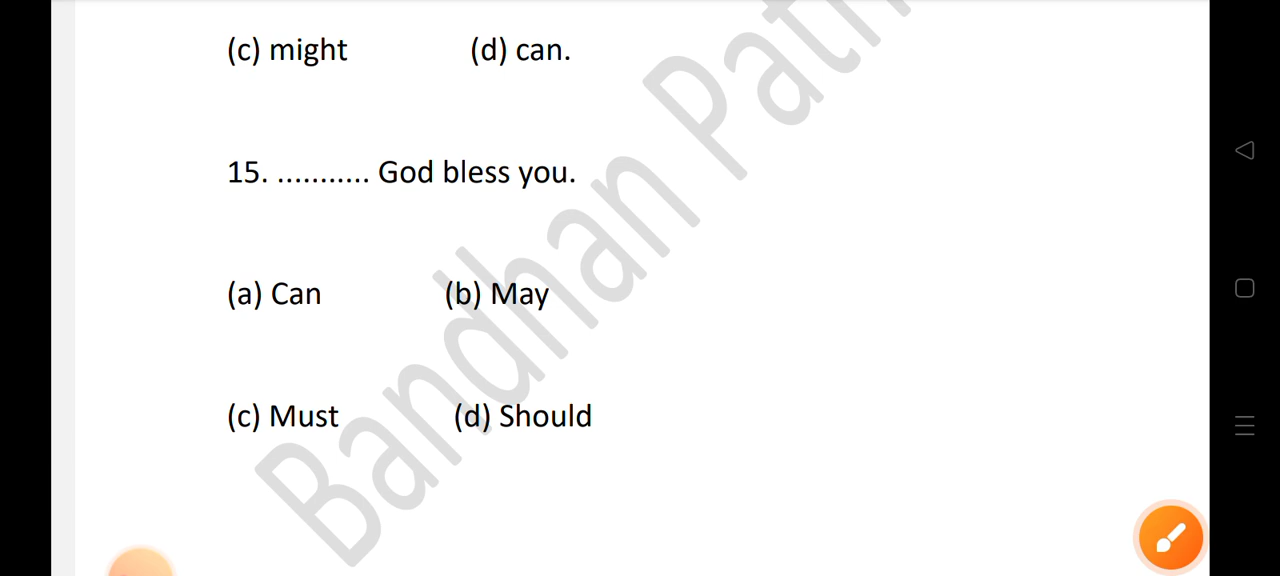 (c) might (d) can.
15. ........... God bless you.
(a) Can (b) May
(c) Must (d) Should
Bandhan Path